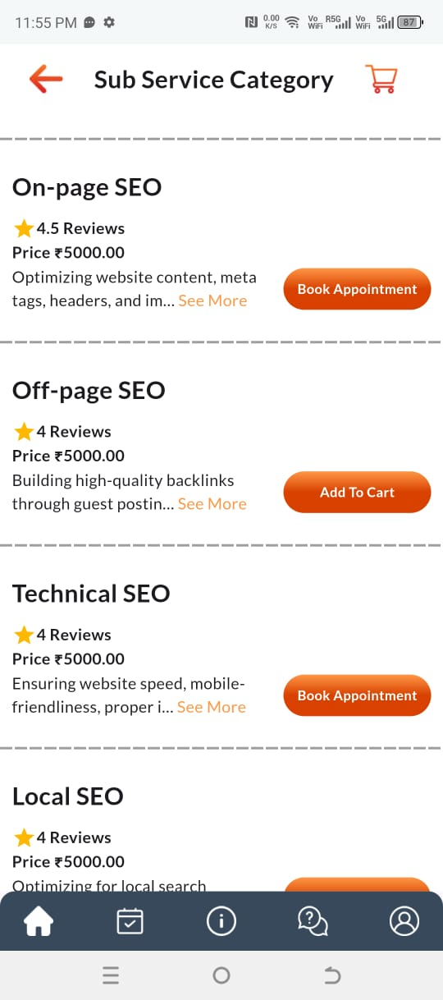 11:55 PM 0.00 K/S Vo WiFi R5G Vo WiFi 5G 87
Sub Service Category
On-page SEO
4.5 Reviews
Price ₹5000.00
Optimizing website content, meta
tags, headers, and im... See More
Book Appointment
Off-page SEO
4 Reviews
Price ₹5000.00
Building high-quality backlinks
through guest postin... See More
Add To Cart
Technical SEO
4 Reviews
Price ₹5000.00
Ensuring website speed, mobile-
friendliness, proper i... See More
Book Appointment
Local SEO
4 Reviews
Price ₹5000.00
Optimizing for local search